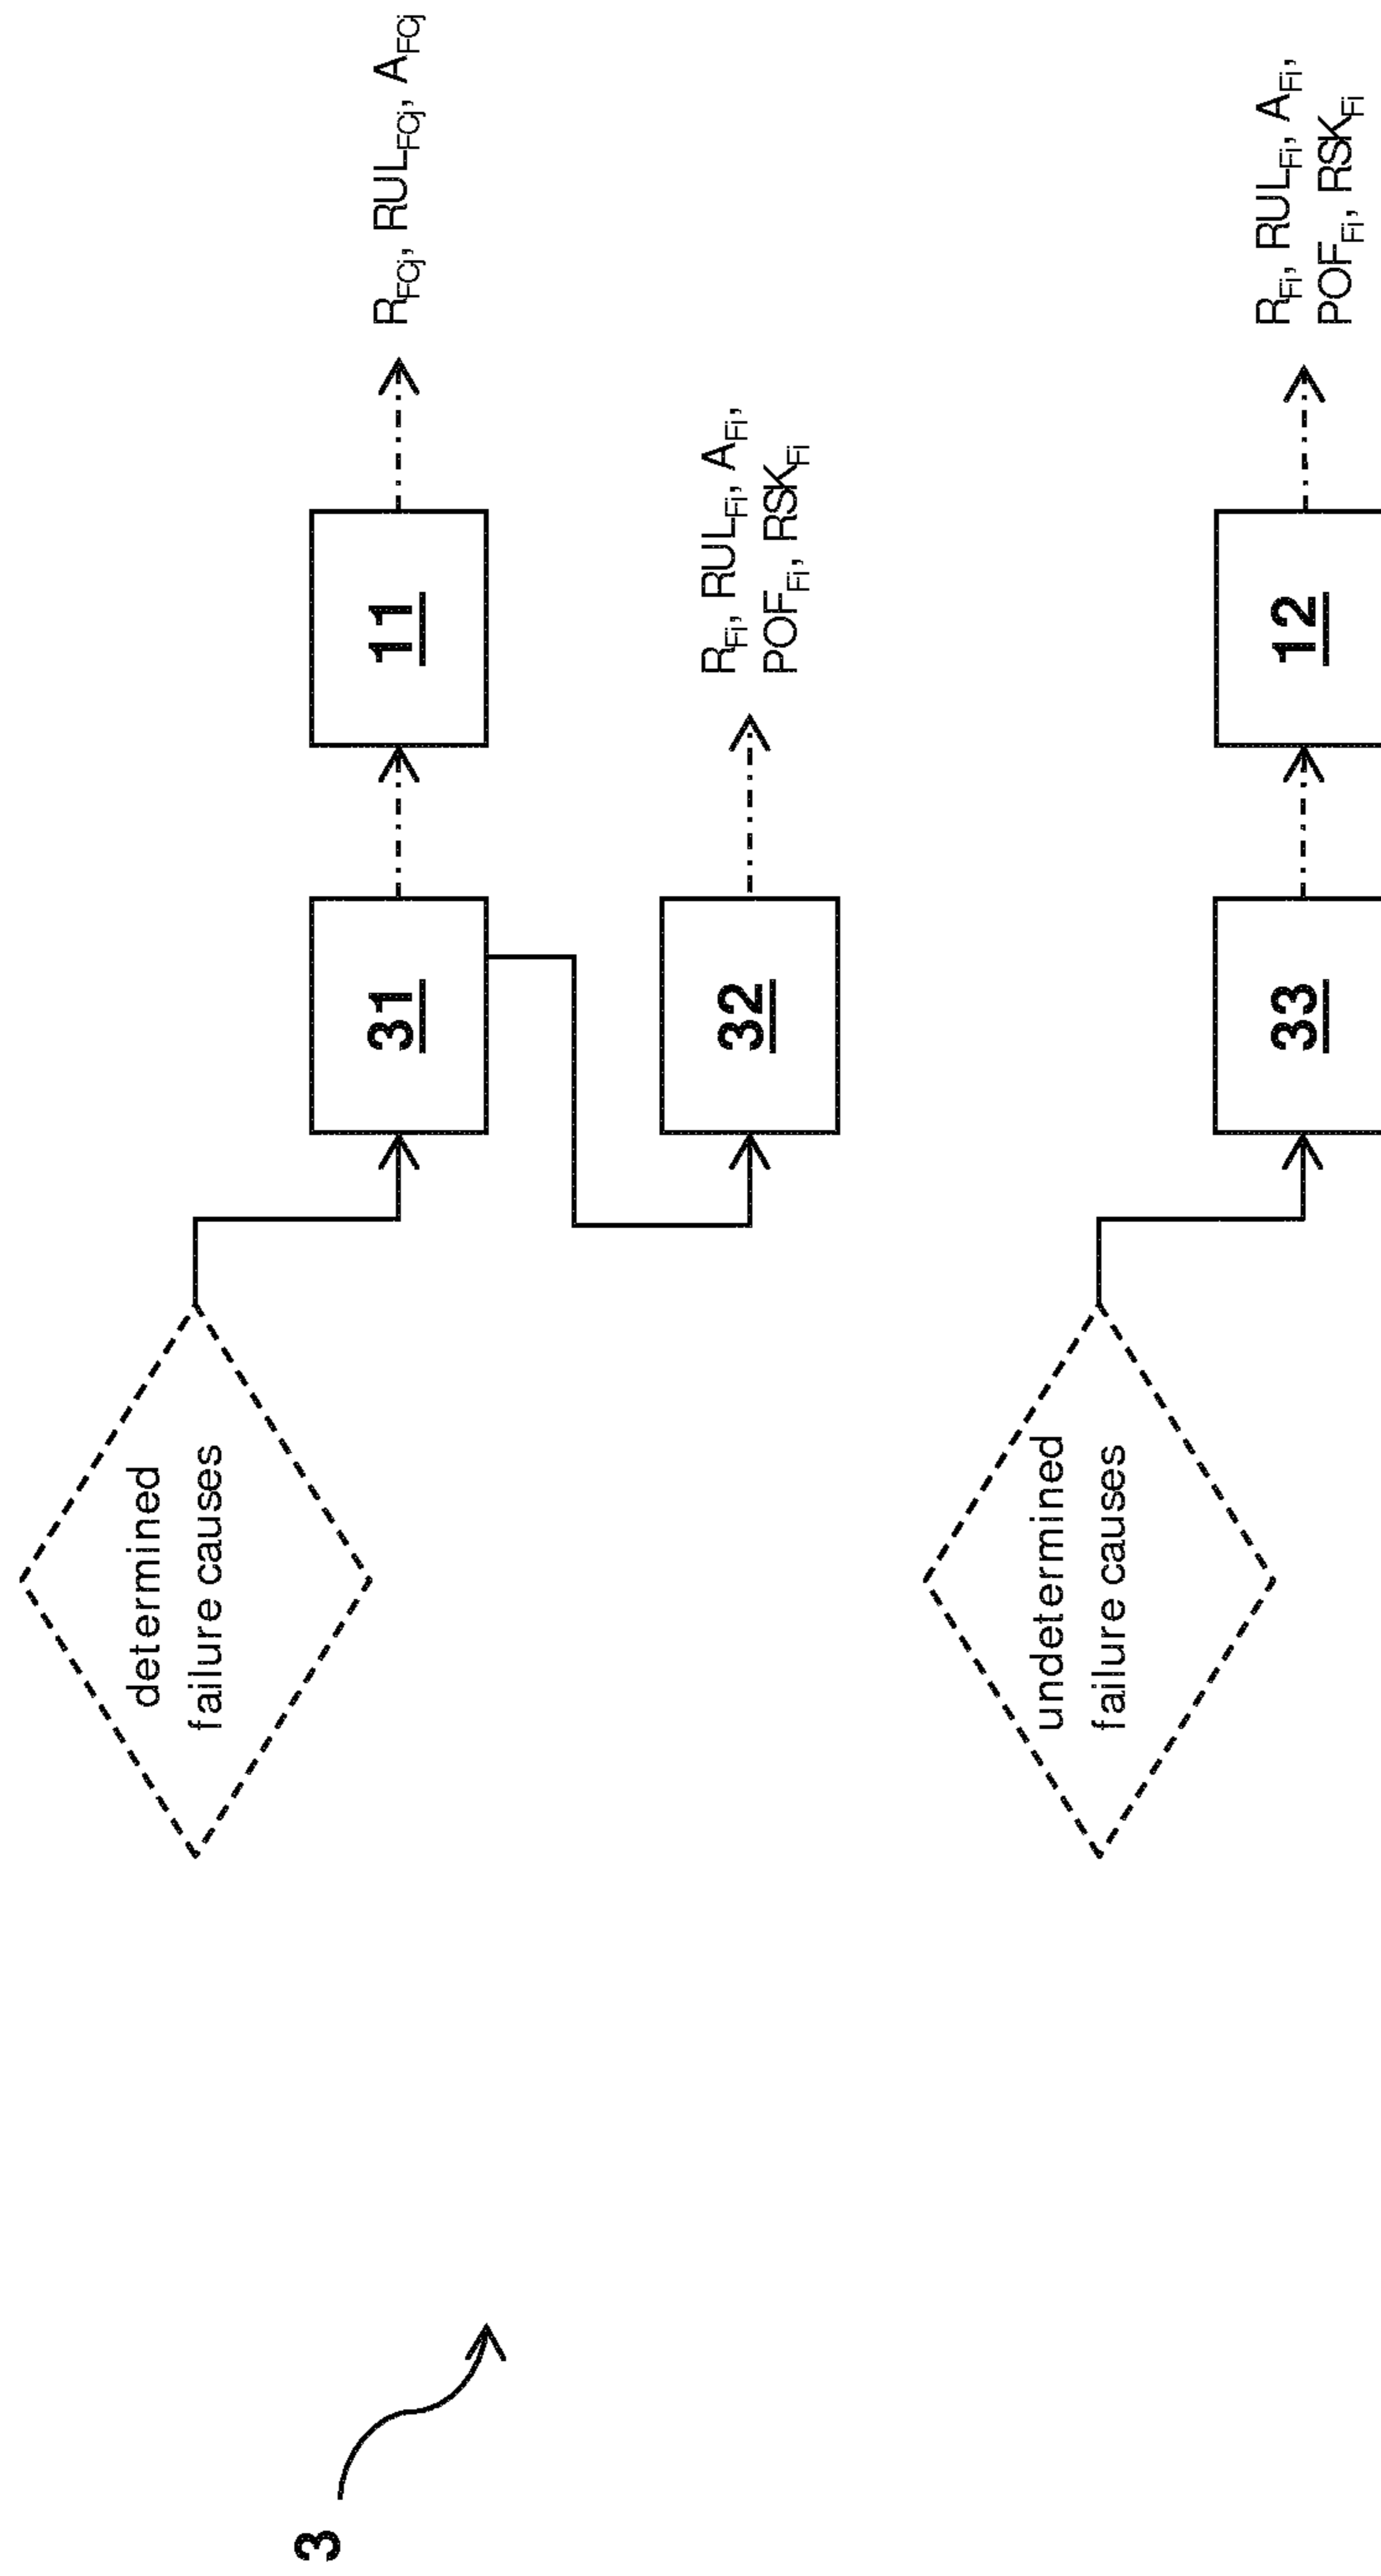 3
determined
failure causes
31
11
R_FCj, RUL_FCj, A_FCj
32
R_Fi, RUL_Fi, A_Fi,
POF_Fi, RSK_Fi
undetermined
failure causes
33
12
R_Fi, RUL_Fi, A_Fi,
POF_Fi, RSK_Fi